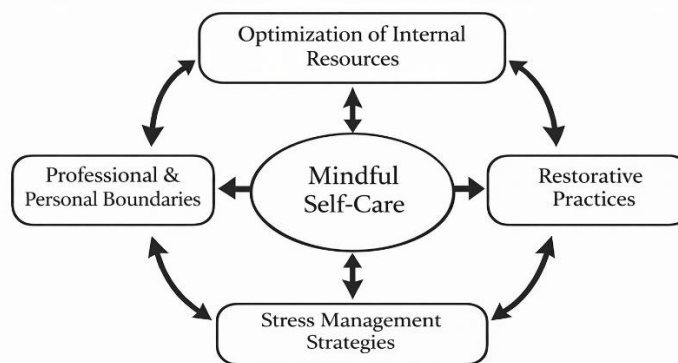 Optimization of Internal
Resources
Professional &
Personal Boundaries
Mindful
Self-Care
Restorative
Practices
Stress Management
Strategies